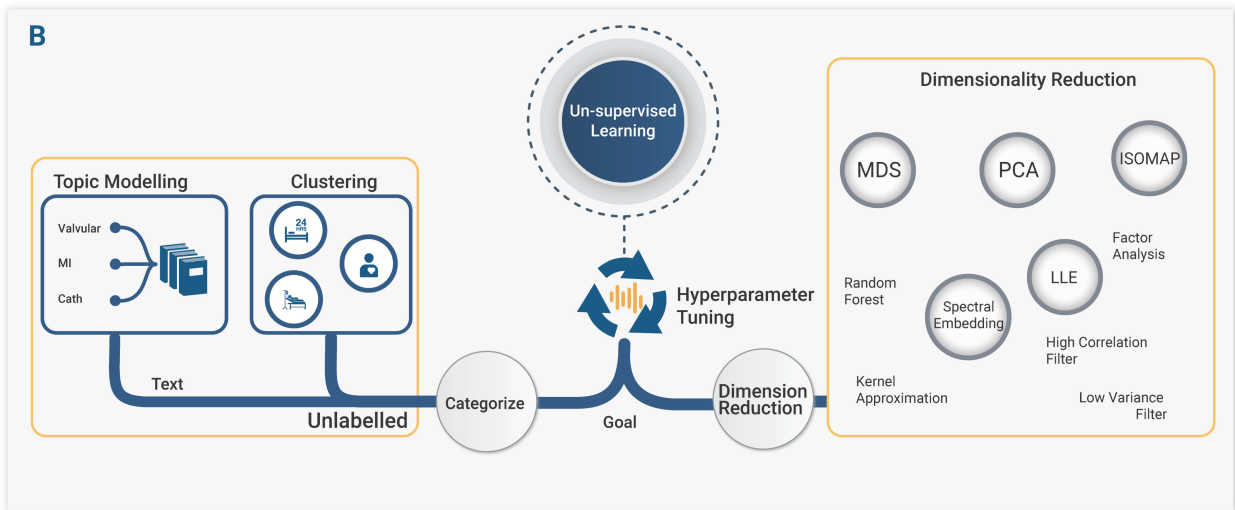 B
Un-supervised
Learning
Topic Modelling
Valvular
MI
Cath
Clustering
24
HRS
Text
Unlabelled
Categorize
Hyperparameter
Tuning
Goal
Dimension
Reduction
Dimensionality Reduction
MDS
PCA
ISOMAP
Factor
Analysis
LLE
Random
Forest
Spectral
Embedding
High Correlation
Filter
Kernel
Approximation
Low Variance
Filter